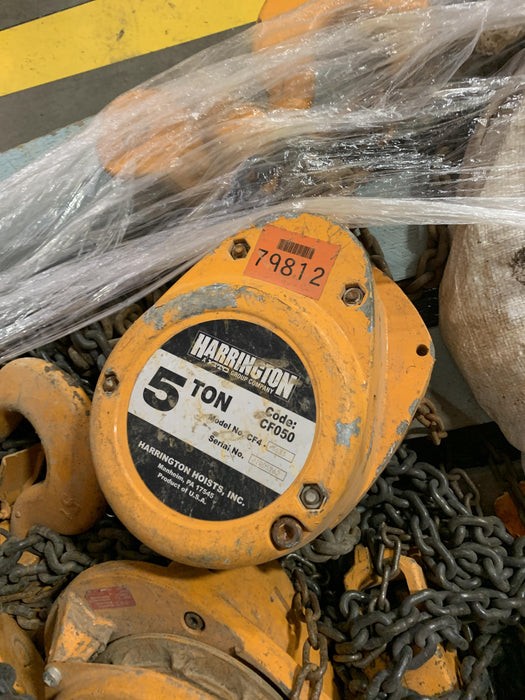 79812
HARRINGTON
A KITO GROUP COMPANY
5 TON
Code:
CF050
Model No. CF4
Serial No.
HARRINGTON HOISTS, INC.
Manheim, PA 17545
Product of U.S.A.